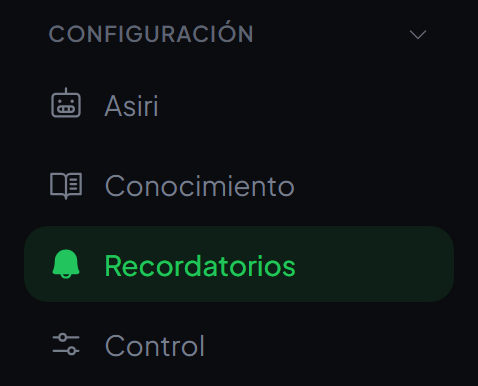 CONFIGURACIÓN
Asiri
Conocimiento
Recordatorios
Control